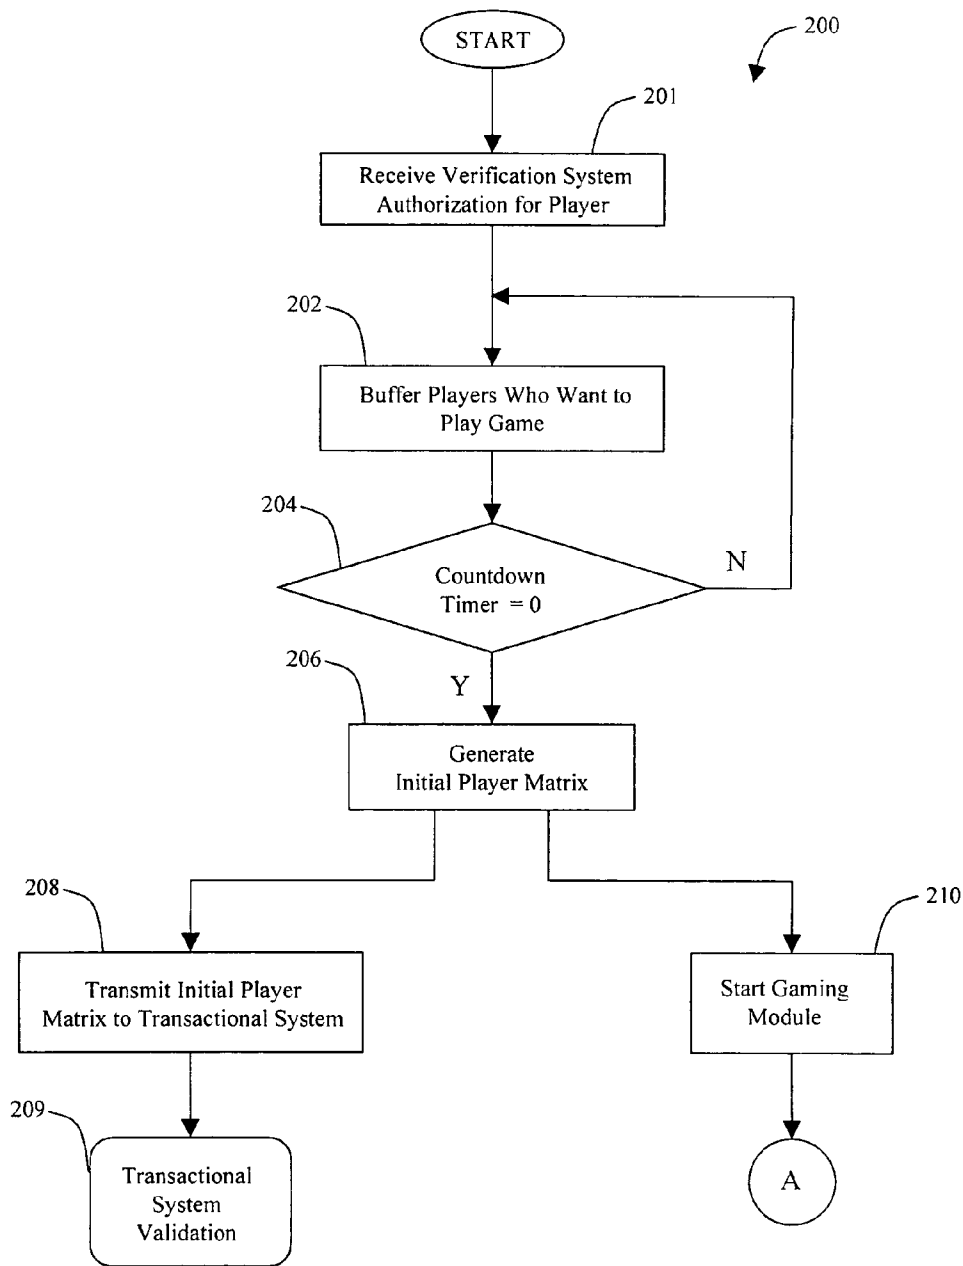 START
200
201
Receive Verification System
Authorization for Player
202
Buffer Players Who Want to
Play Game
204
Countdown
Timer = 0
N
206
Y
Generate
Initial Player Matrix
208
210
Transmit Initial Player
Matrix to Transactional System
Start Gaming
Module
209
Transactional
System
Validation
A